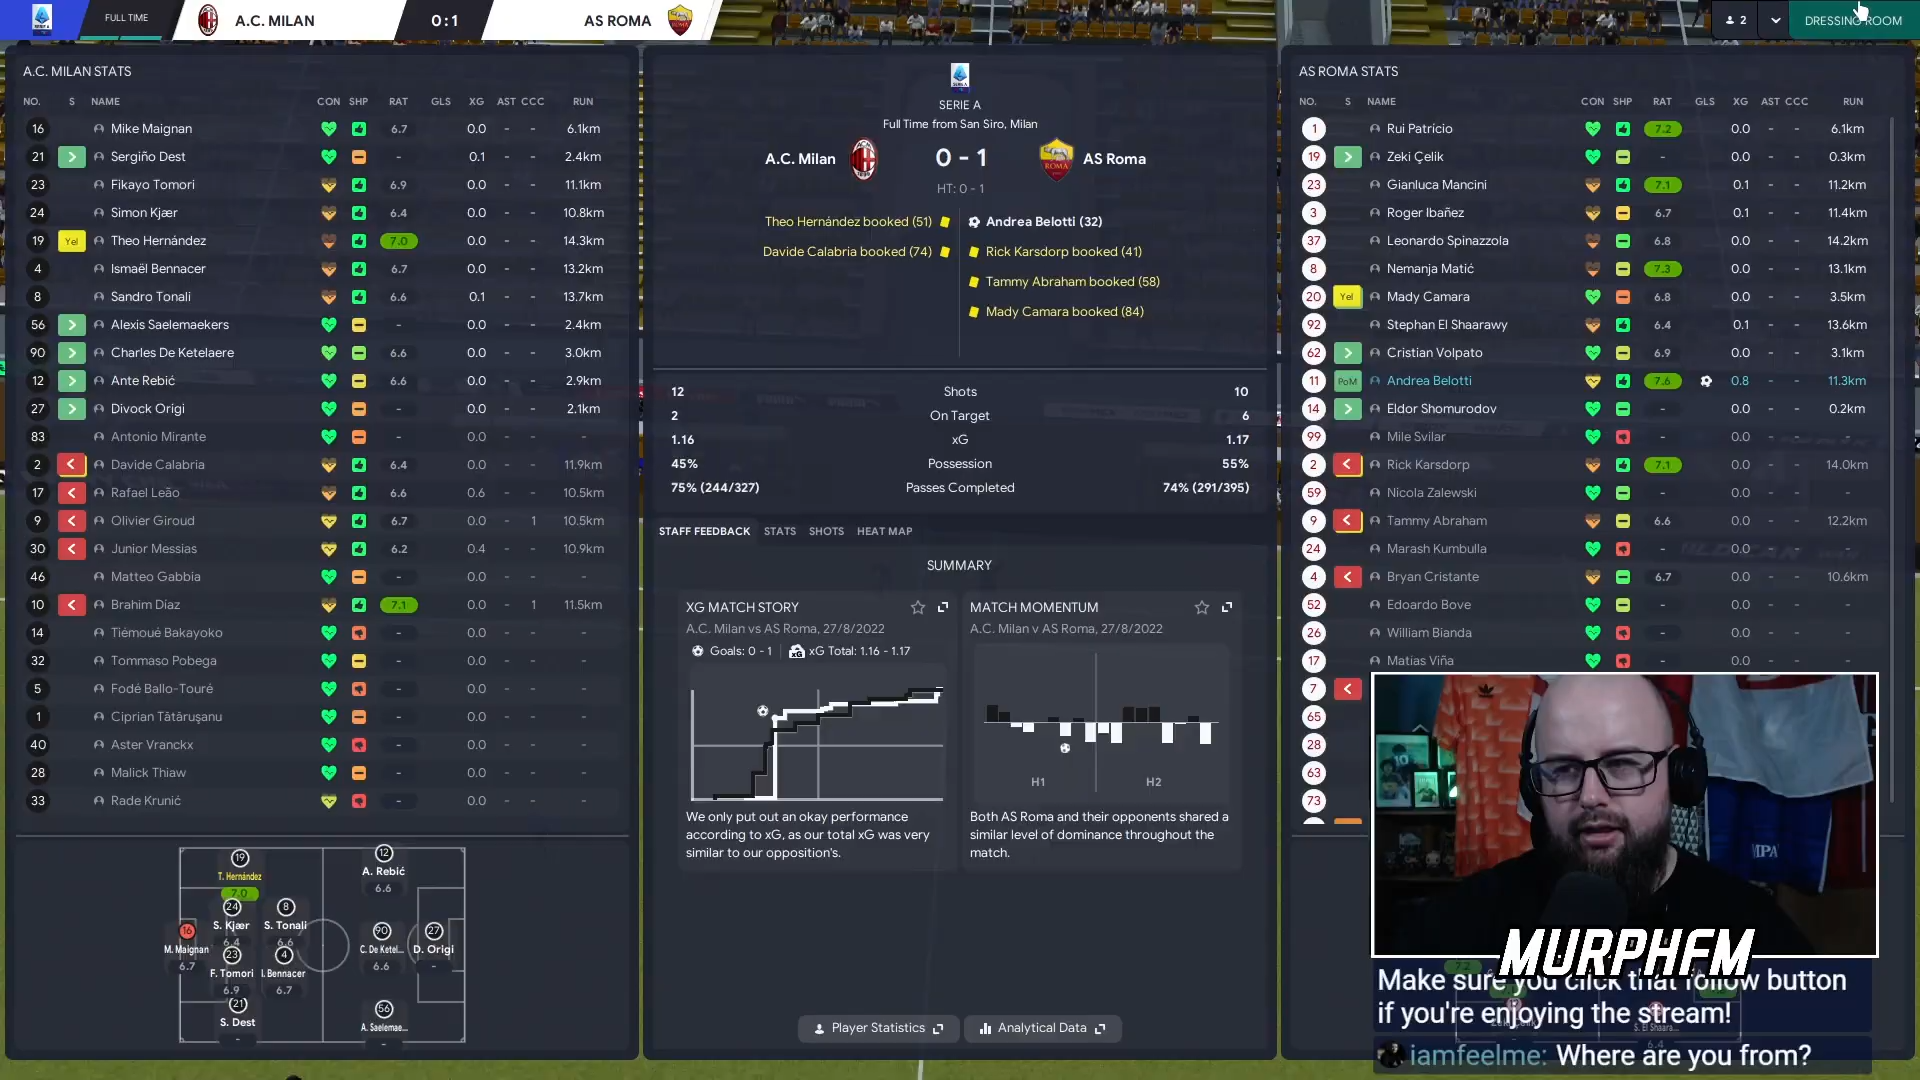 FULL TIME
A.C. MILAN
0 : 1
AS ROMA
2
DRESSING ROOM
A.C. MILAN STATS
NO. S NAME CON SHP RAT GLS XG AST CCC RUN
16 Mike Maignan 6.7 0.0 - - 6.1km
21 Sergiño Dest - 0.1 - - 2.4km
23 Fikayo Tomori 6.9 0.0 - - 11.1km
24 Simon Kjær 6.4 0.0 - - 10.8km
19 Yel Theo Hernández 7.0 0.0 - - 14.3km
4 Ismaël Bennacer 6.7 0.0 - - 13.2km
8 Sandro Tonali 6.6 0.1 - - 13.7km
56 Alexis Saelemaekers - 0.0 - - 2.4km
90 Charles De Ketelaere 6.6 0.0 - - 3.0km
12 Ante Rebić 6.6 0.0 - - 2.9km
27 Divock Origi - 0.0 - - 2.1km
83 Antonio Mirante - 0.0 - - -
2 Davide Calabria 6.4 0.0 - - 11.9km
17 Rafael Leão 6.6 0.6 - - 10.5km
9 Olivier Giroud 6.7 0.0 - 1 10.5km
30 Junior Messias 6.2 0.4 - - 10.9km
46 Matteo Gabbia - 0.0 - - -
10 Brahim Díaz 7.1 0.0 - 1 11.5km
14 Tiémoué Bakayoko - 0.0 - - -
32 Tommaso Pobega - 0.0 - - -
5 Fodé Ballo-Touré - 0.0 - - -
1 Ciprian Tătărușanu - 0.0 - - -
40 Aster Vranckx - 0.0 - - -
28 Malick Thiaw - 0.0 - - -
33 Rade Krunić - 0.0 - - -
19
T. Hernández
7.0
12
A. Rebić
6.6
24
S. Kjær
6.4
8
S. Tonali
6.6
16
M. Maignan
6.7
90
C. De Ketel...
6.6
27
D. Origi
-
23
F. Tomori
6.9
4
I. Bennacer
6.7
21
S. Dest
-
56
A. Saelemae...
-
SERIE A
Full Time from San Siro, Milan
A.C. Milan 0 - 1 AS Roma
HT: 0 - 1
Theo Hernández booked (51)
Davide Calabria booked (74)
Andrea Belotti (32)
Rick Karsdorp booked (41)
Tammy Abraham booked (58)
Mady Camara booked (84)
12 Shots 10
2 On Target 6
1.16 xG 1.17
45% Possession 55%
75% (244/327) Passes Completed 74% (291/395)
STAFF FEEDBACK STATS SHOTS HEAT MAP
SUMMARY
XG MATCH STORY
A.C. Milan vs AS Roma, 27/8/2022
Goals: 0 - 1 xG Total: 1.16 - 1.17
We only put out an okay performance
according to xG, as our total xG was very
similar to our opposition's.
MATCH MOMENTUM
A.C. Milan v AS Roma, 27/8/2022
H1 H2
Both AS Roma and their opponents shared a
similar level of dominance throughout the
match.
Player Statistics
Analytical Data
AS ROMA STATS
NO. S NAME CON SHP RAT GLS XG AST CCC RUN
1 Rui Patrício 7.2 0.0 - - 6.1km
19 Zeki Çelik - 0.0 - - 0.3km
23 Gianluca Mancini 7.1 0.1 - - 11.2km
3 Roger Ibañez 6.7 0.1 - - 11.4km
37 Leonardo Spinazzola 6.8 0.0 - - 14.2km
8 Nemanja Matić 7.3 0.0 - - 13.1km
20 Yel Mady Camara 6.8 0.0 - - 3.5km
92 Stephan El Shaarawy 6.4 0.1 - - 13.6km
62 Cristian Volpato 6.9 0.0 - - 3.1km
11 PoM Andrea Belotti 7.6 0.8 - - 11.3km
14 Eldor Shomurodov - 0.0 - - 0.2km
99 Mile Svilar - 0.0 - - -
2 Rick Karsdorp 7.1 0.0 - - 14.0km
59 Nicola Zalewski - 0.0 - - -
9 Tammy Abraham 6.6 0.0 - - 12.2km
24 Marash Kumbulla - 0.0 - - -
4 Bryan Cristante 6.7 0.0 - - 10.6km
52 Edoardo Bove - 0.0 - - -
26 William Bianda - 0.0 - - -
17 Matías Viña 0.0 - - -
7
65
28
63
73
MURPHFM
Make sure you click that follow button
if you're enjoying the stream!
iamfeelme: Where are you from?